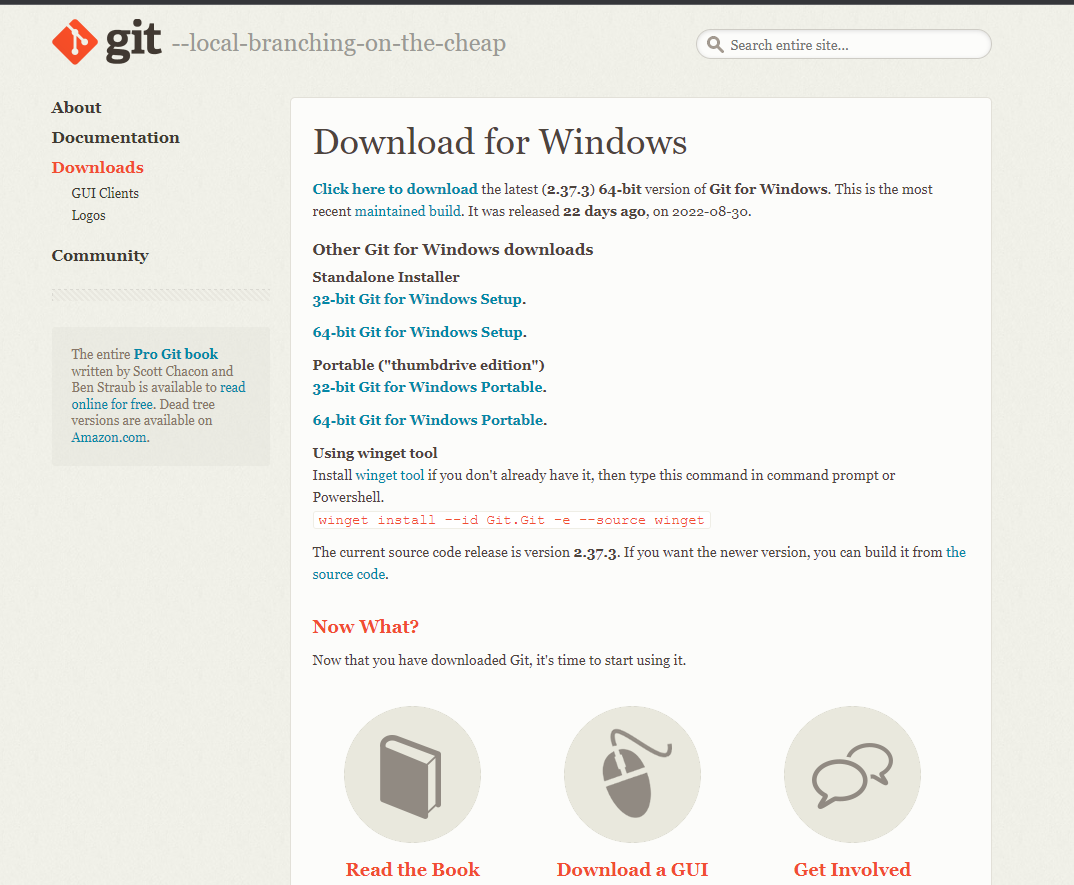 git --local-branching-on-the-cheap
Search entire site...
About
Documentation
Downloads
GUI Clients
Logos
Community
The entire Pro Git book
written by Scott Chacon and
Ben Straub is available to read
online for free. Dead tree
versions are available on
Amazon.com.
Download for Windows
Click here to download the latest (2.37.3) 64-bit version of Git for Windows. This is the most
recent maintained build. It was released 22 days ago, on 2022-08-30.
Other Git for Windows downloads
Standalone Installer
32-bit Git for Windows Setup.
64-bit Git for Windows Setup.
Portable ("thumbdrive edition")
32-bit Git for Windows Portable.
64-bit Git for Windows Portable.
Using winget tool
Install winget tool if you don't already have it, then type this command in command prompt or
Powershell.
winget install --id Git.Git -e --source winget
The current source code release is version 2.37.3. If you want the newer version, you can build it from the
source code.
Now What?
Now that you have downloaded Git, it's time to start using it.
Read the Book
Download a GUI
Get Involved